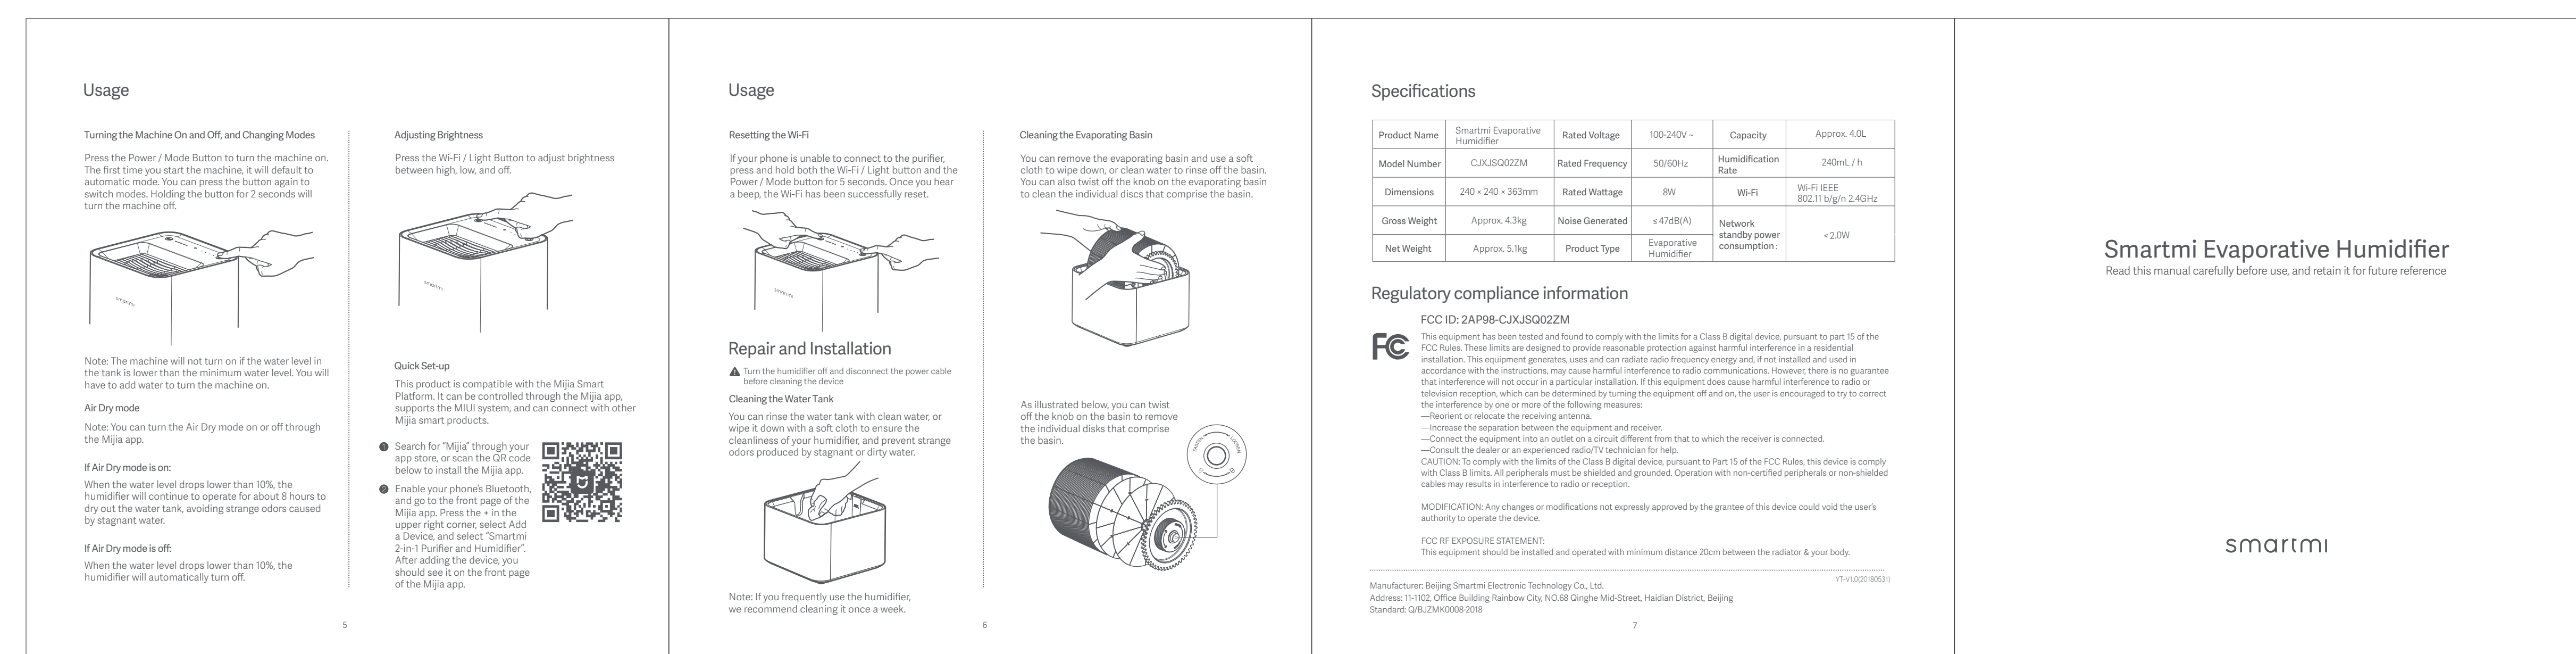 Usage
Turning the Machine On and Off, and Changing Modes
Press the Power / Mode Button to turn the machine on.
The first time you start the machine, it will default to
automatic mode. You can press the button again to
switch modes. Holding the button for 2 seconds will
turn the machine off.
smartmi
Note: The machine will not turn on if the water level in
the tank is lower than the minimum water level. You will
have to add water to turn the machine on.
Air Dry mode
Note: You can turn the Air Dry mode on or off through
the Mijia app.
If Air Dry mode is on:
When the water level drops lower than 10%, the
humidifier will continue to operate for about 8 hours to
dry out the water tank, avoiding strange odors caused
by stagnant water.
If Air Dry mode is off:
When the water level drops lower than 10%, the
humidifier will automatically turn off.
Adjusting Brightness
Press the Wi-Fi / Light Button to adjust brightness
between high, low, and off.
smartmi
Quick Set-up
This product is compatible with the Mijia Smart
Platform. It can be controlled through the Mijia app,
supports the MIUI system, and can connect with other
Mijia smart products.
1 Search for "Mijia" through your
app store, or scan the QR code
below to install the Mijia app.
2 Enable your phone's Bluetooth,
and go to the front page of the
Mijia app. Press the + in the
upper right corner, select Add
a Device, and select "Smartmi
2-in-1 Purifier and Humidifier".
After adding the device, you
should see it on the front page
of the Mijia app.
5
Usage
Resetting the Wi-Fi
If your phone is unable to connect to the purifier,
press and hold both the Wi-Fi / Light button and the
Power / Mode button for 5 seconds. Once you hear
a beep, the Wi-Fi has been successfully reset.
smartmi
Repair and Installation
Turn the humidifier off and disconnect the power cable
before cleaning the device
Cleaning the Water Tank
You can rinse the water tank with clean water, or
wipe it down with a soft cloth to ensure the
cleanliness of your humidifier, and prevent strange
odors produced by stagnant or dirty water.
Note: If you frequently use the humidifier,
we recommend cleaning it once a week.
Cleaning the Evaporating Basin
You can remove the evaporating basin and use a soft
cloth to wipe down, or clean water to rinse off the basin.
You can also twist off the knob on the evaporating basin
to clean the individual discs that comprise the basin.
As illustrated below, you can twist
off the knob on the basin to remove
the individual disks that comprise
the basin.
FASTEN LOOSEN
6
Specifications
Product Name Smartmi Evaporative Humidifier Rated Voltage 100-240V ~ Capacity Approx. 4.0L
Model Number CJXJSQ02ZM Rated Frequency 50/60Hz Humidification Rate 240mL / h
Dimensions 240 × 240 × 363mm Rated Wattage 8W Wi-Fi Wi-Fi IEEE 802.11 b/g/n 2.4GHz
Gross Weight Approx. 4.3kg Noise Generated ≤ 47dB(A) Network standby power consumption : < 2.0W
Net Weight Approx. 5.1kg Product Type Evaporative Humidifier
Regulatory compliance information
FCC ID: 2AP98-CJXJSQ02ZM
FC
This equipment has been tested and found to comply with the limits for a Class B digital device, pursuant to part 15 of the
FCC Rules. These limits are designed to provide reasonable protection against harmful interference in a residential
installation. This equipment generates, uses and can radiate radio frequency energy and, if not installed and used in
accordance with the instructions, may cause harmful interference to radio communications. However, there is no guarantee
that interference will not occur in a particular installation. If this equipment does cause harmful interference to radio or
television reception, which can be determined by turning the equipment off and on, the user is encouraged to try to correct
the interference by one or more of the following measures:
—Reorient or relocate the receiving antenna.
—Increase the separation between the equipment and receiver.
—Connect the equipment into an outlet on a circuit different from that to which the receiver is connected.
—Consult the dealer or an experienced radio/TV technician for help.
CAUTION: To comply with the limits of the Class B digital device, pursuant to Part 15 of the FCC Rules, this device is comply
with Class B limits. All peripherals must be shielded and grounded. Operation with non-certified peripherals or non-shielded
cables may results in interference to radio or reception.
MODIFICATION: Any changes or modifications not expressly approved by the grantee of this device could void the user's
authority to operate the device.
FCC RF EXPOSURE STATEMENT:
This equipment should be installed and operated with minimum distance 20cm between the radiator & your body.
YT-V1.0(20180531)
Manufacturer: Beijing Smartmi Electronic Technology Co., Ltd.
Address: 11-1102, Office Building Rainbow City, NO.68 Qinghe Mid-Street, Haidian District, Beijing
Standard: Q/BJZMK0008-2018
7
Smartmi Evaporative Humidifier
Read this manual carefully before use, and retain it for future reference
smartmi